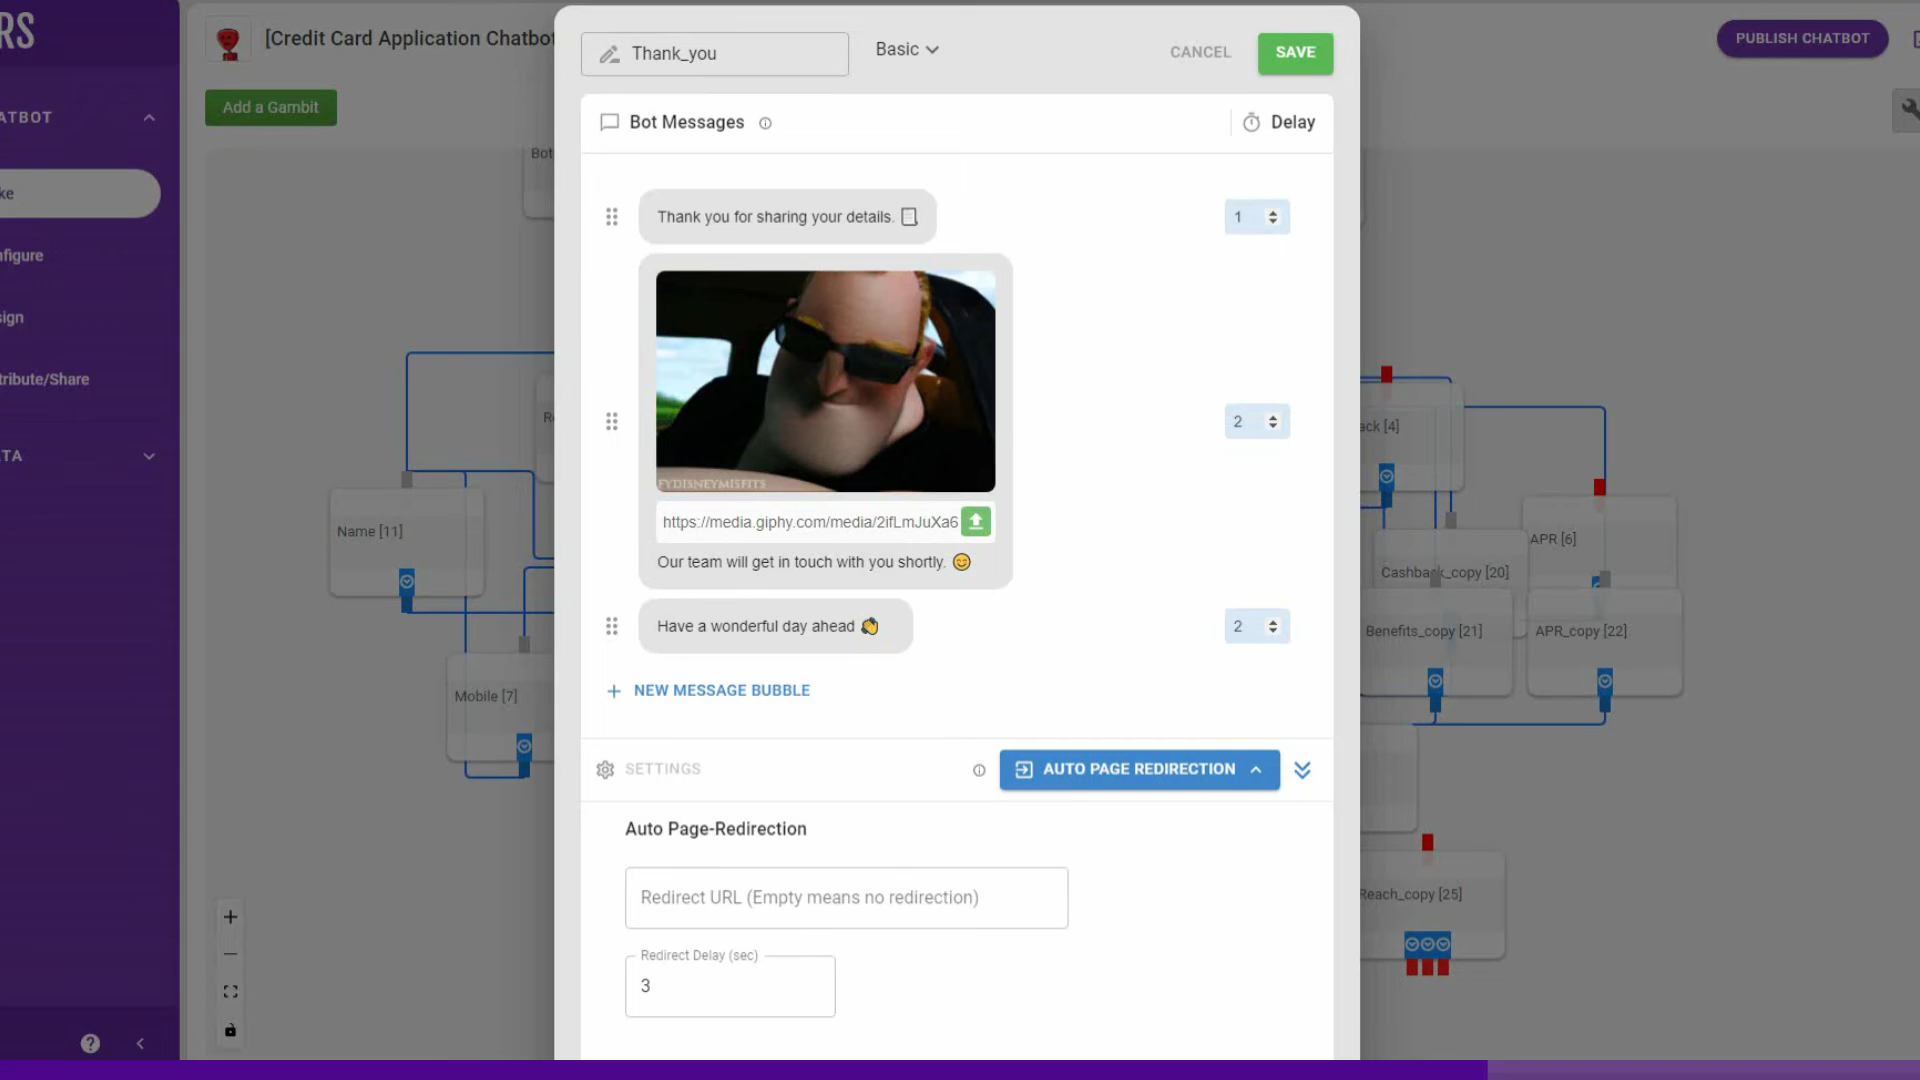 RS
[Credit Card Application Chatbot
Thank_you
Basic
CANCEL
SAVE
PUBLISH CHATBOT
ATBOT
Add a Gambit
Bot Messages
Delay
Bot
ke
Thank you for sharing your details.
1
nfigure
sign
tribute/Share
FYDISNEYMISFITS
2
ack [4]
TA
Name [11]
https://media.giphy.com/media/2ifLmJuXa6
APR [6]
Our team will get in touch with you shortly. 😊
Cashback_copy [20]
Have a wonderful day ahead 👏
2
Benefits_copy [21]
APR_copy [22]
Mobile [7]
+ NEW MESSAGE BUBBLE
SETTINGS
AUTO PAGE REDIRECTION
Auto Page-Redirection
Redirect URL (Empty means no redirection)
Reach_copy [25]
Redirect Delay (sec)
3